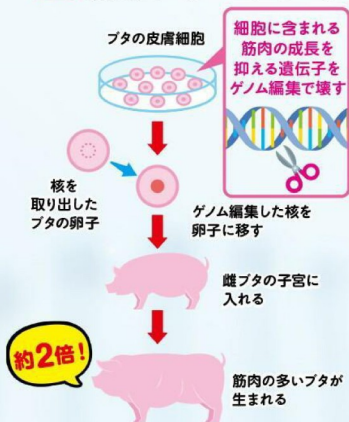 ブタの皮膚細胞
細胞に含まれる
筋肉の成長を
抑える遺伝子を
ゲノム編集で壊す
核を
取り出した
ブタの卵子
ゲノム編集した核を
卵子に移す
雌ブタの子宮に
入れる
約2倍!
筋肉の多いブタが
生まれる